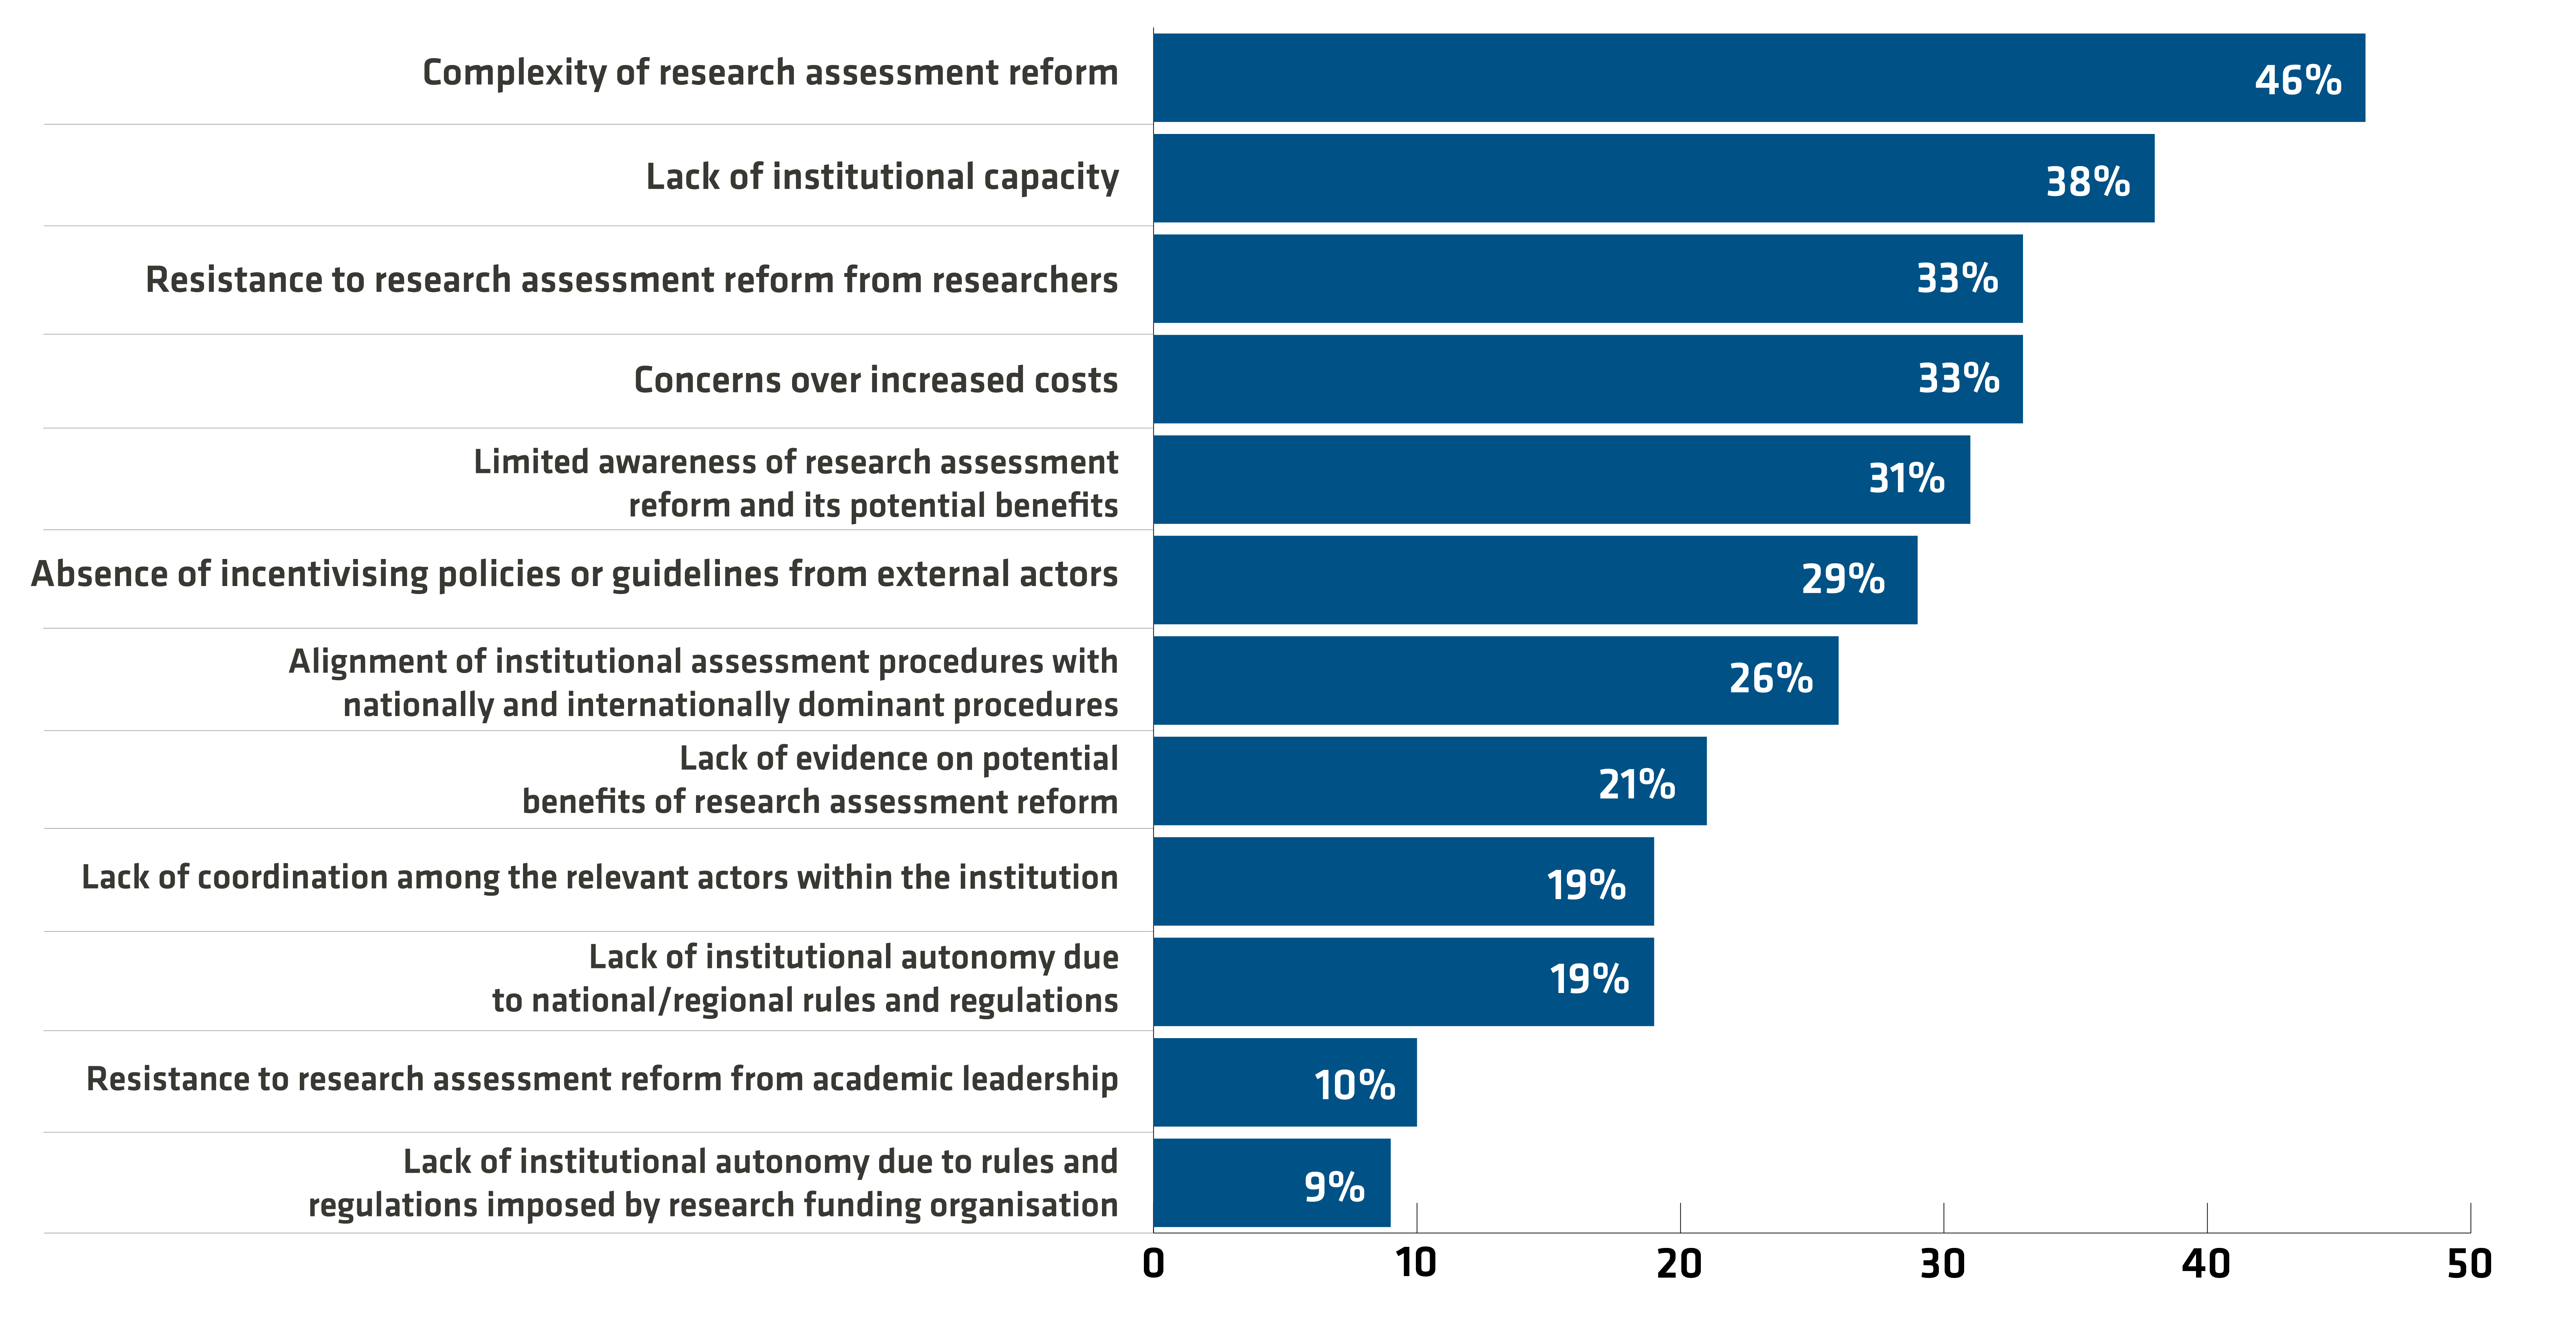 Complexity of research assessment reform
46%
Lack of institutional capacity
38%
Resistance to research assessment reform from researchers
33%
Concerns over increased costs
33%
Limited awareness of research assessment
reform and its potential benefits
31%
Absence of incentivising policies or guidelines from external actors
29%
Alignment of institutional assessment procedures with
nationally and internationally dominant procedures
26%
Lack of evidence on potential
benefits of research assessment reform
21%
Lack of coordination among the relevant actors within the institution
19%
Lack of institutional autonomy due
to national/regional rules and regulations
19%
Resistance to research assessment reform from academic leadership
10%
Lack of institutional autonomy due to rules and
regulations imposed by research funding organisation
9%
0 10 20 30 40 50